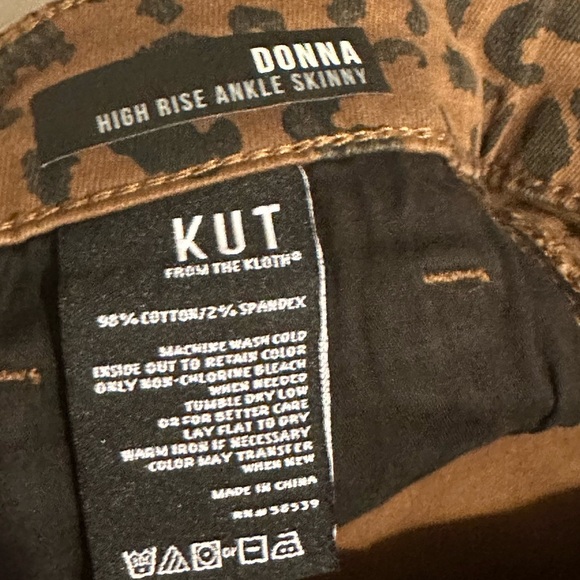 DONNA
HIGH RISE ANKLE SKINNY
KUT
FROM THE KLOTH®
98% COTTON/2% SPANDEX
MACHINE WASH COLD
INSIDE OUT TO RETAIN COLOR
ONLY NON-CHLORINE BLEACH
WHEN NEEDED
TUMBLE DRY LOW
OR FOR BETTER CARE
LAY FLAT TO DRY
WARM IRON IF NECESSARY
COLOR MAY TRANSFER
WHEN NEW
MADE IN CHINA
RN# 58539
or